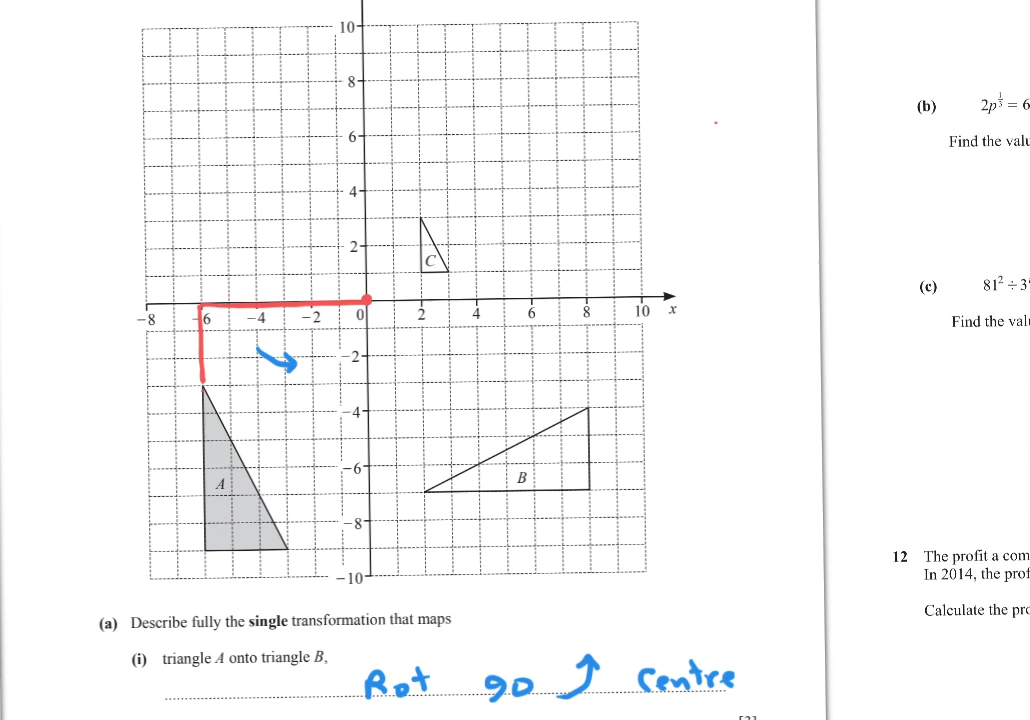 10
8
6
4
2
C
−8 −6 −4 −2 0 2 4 6 8 10 x
−2
−4
−6
A B
−8
−10
(a) Describe fully the single transformation that maps
(i) triangle A onto triangle B,
Rot 90 Centre
[3]
(b) 2p^{1/3} = 6
Find the valu
(c) 81² ÷ 3
Find the valu
12 The profit a com
In 2014, the prof
Calculate the pro